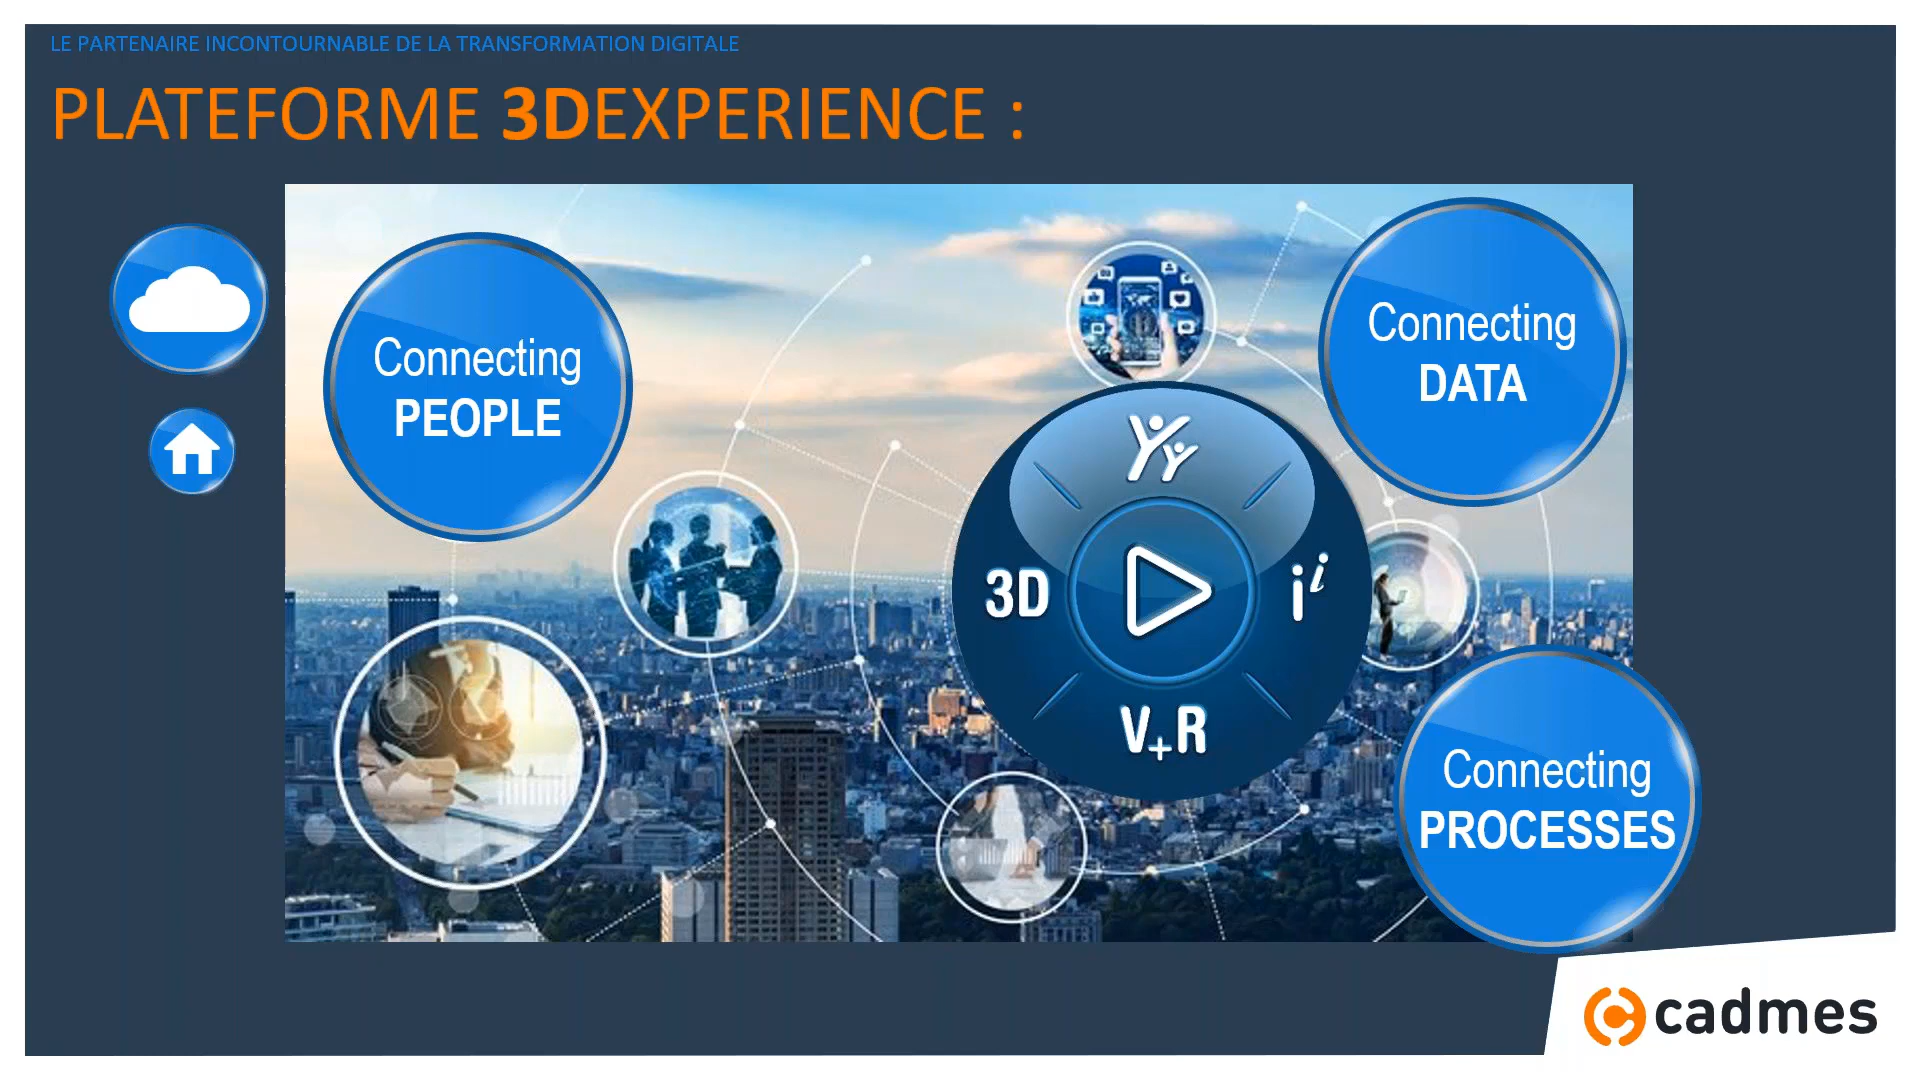 LE PARTENAIRE INCONTOURNABLE DE LA TRANSFORMATION DIGITALE
PLATEFORME 3DEXPERIENCE :
Connecting
PEOPLE
Connecting
DATA
3D
i i
V+R
Connecting
PROCESSES
cadmes